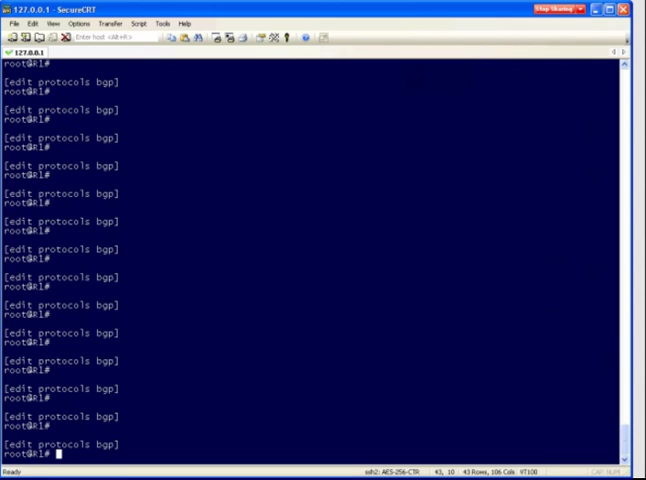 127.0.0.1 - SecureCRT
Stop Sharing
File Edit View Options Transfer Script Tools Help
Enter host <Alt+R>
127.0.0.1
root@R1#
[edit protocols bgp]
root@R1#
[edit protocols bgp]
root@R1#
[edit protocols bgp]
root@R1#
[edit protocols bgp]
root@R1#
[edit protocols bgp]
root@R1#
[edit protocols bgp]
root@R1#
[edit protocols bgp]
root@R1#
[edit protocols bgp]
root@R1#
[edit protocols bgp]
root@R1#
[edit protocols bgp]
root@R1#
[edit protocols bgp]
root@R1#
[edit protocols bgp]
root@R1#
[edit protocols bgp]
root@R1#
[edit protocols bgp]
root@R1#
Ready ssh2: AES-256-CTR 43, 10 43 Rows, 106 Cols VT100 CAP NUM